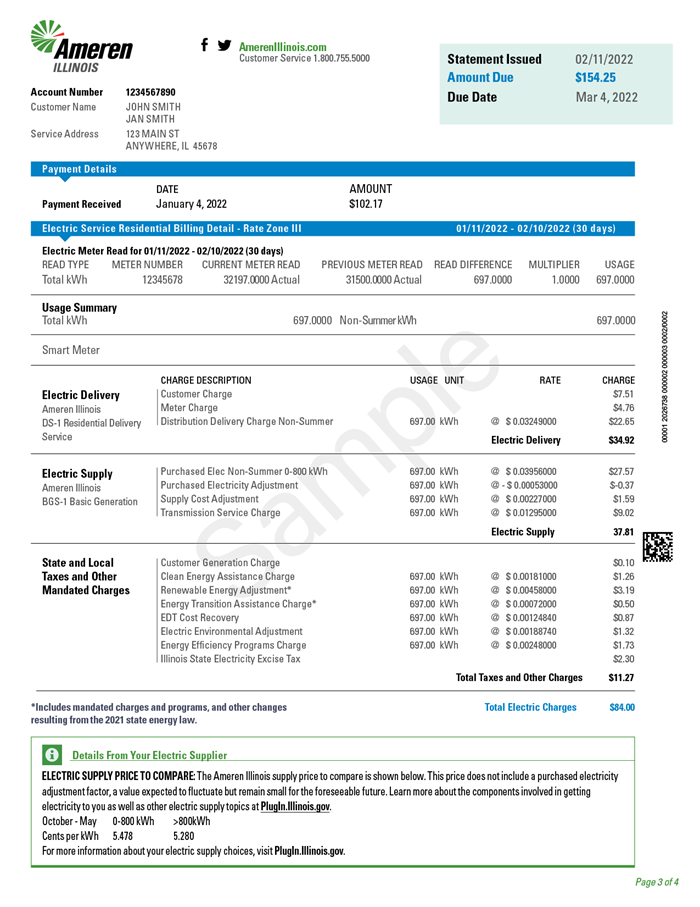 Ameren
ILLINOIS
AmerenIllinois.com
Customer Service 1.800.755.5000
Statement Issued 02/11/2022
Amount Due $154.25
Due Date Mar 4, 2022
Account Number 1234567890
Customer Name JOHN SMITH
JAN SMITH
Service Address 123 MAIN ST
ANYWHERE, IL 45678
Payment Details
DATE AMOUNT
Payment Received January 4, 2022 $102.17
Electric Service Residential Billing Detail - Rate Zone III 01/11/2022 - 02/10/2022 (30 days)
Electric Meter Read for 01/11/2022 - 02/10/2022 (30 days)
READ TYPE METER NUMBER CURRENT METER READ PREVIOUS METER READ READ DIFFERENCE MULTIPLIER USAGE
Total kWh 12345678 32197.0000 Actual 31500.0000 Actual 697.0000 1.0000 697.0000
Usage Summary
Total kWh 697.0000 Non-Summer kWh 697.0000
Smart Meter
CHARGE DESCRIPTION USAGE UNIT RATE CHARGE
Electric Delivery Customer Charge $7.51
Ameren Illinois Meter Charge $4.76
DS-1 Residential Delivery Distribution Delivery Charge Non-Summer 697.00 kWh @ $ 0.03249000 $22.65
Service Electric Delivery $34.92
Electric Supply Purchased Elec Non-Summer 0-800 kWh 697.00 kWh @ $ 0.03956000 $27.57
Ameren Illinois Purchased Electricity Adjustment 697.00 kWh @ - $ 0.00053000 $-0.37
BGS-1 Basic Generation Supply Cost Adjustment 697.00 kWh @ $ 0.00227000 $1.59
Transmission Service Charge 697.00 kWh @ $ 0.01295000 $9.02
Electric Supply 37.81
State and Local Customer Generation Charge $0.10
Taxes and Other Clean Energy Assistance Charge 697.00 kWh @ $ 0.00181000 $1.26
Mandated Charges Renewable Energy Adjustment* 697.00 kWh @ $ 0.00458000 $3.19
Energy Transition Assistance Charge* 697.00 kWh @ $ 0.00072000 $0.50
EDT Cost Recovery 697.00 kWh @ $ 0.00124840 $0.87
Electric Environmental Adjustment 697.00 kWh @ $ 0.00188740 $1.32
Energy Efficiency Programs Charge 697.00 kWh @ $ 0.00248000 $1.73
Illinois State Electricity Excise Tax $2.30
Total Taxes and Other Charges $11.27
*Includes mandated charges and programs, and other changes Total Electric Charges $84.00
resulting from the 2021 state energy law.
Details From Your Electric Supplier
ELECTRIC SUPPLY PRICE TO COMPARE: The Ameren Illinois supply price to compare is shown below. This price does not include a purchased electricity
adjustment factor, a value expected to fluctuate but remain small for the foreseeable future. Learn more about the components involved in getting
electricity to you as well as other electric supply topics at PlugIn.Illinois.gov.
October - May 0-800 kWh >800kWh
Cents per kWh 5.478 5.280
For more information about your electric supply choices, visit PlugIn.Illinois.gov.
Page 3 of 4
Sample
00001 2026738 000002 000003 0002/0002